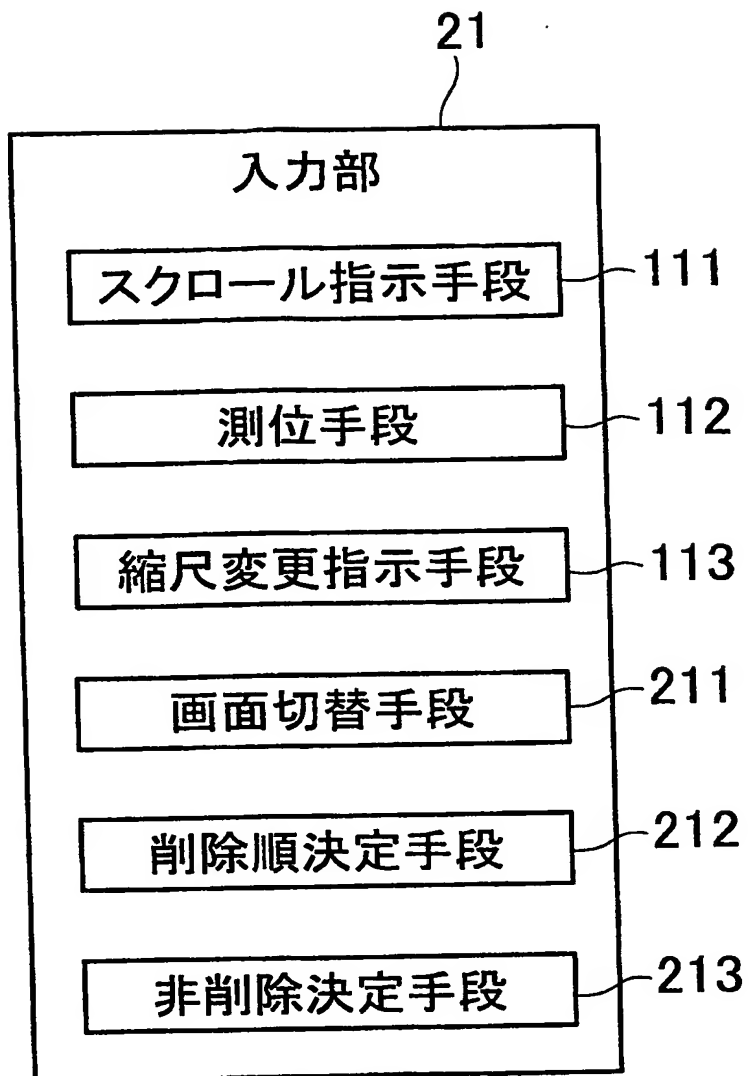 21
入力部
スクロール指示手段 111
測位手段 112
縮尺変更指示手段 113
画面切替手段 211
削除順決定手段 212
非削除決定手段 213